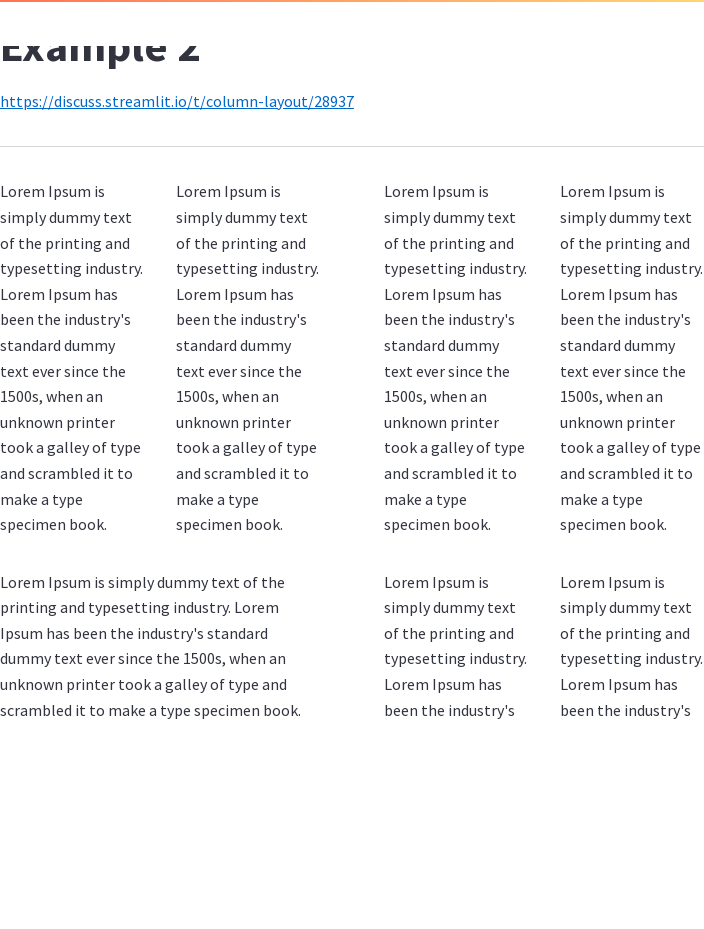 Example 2
https://discuss.streamlit.io/t/column-layout/28937
Lorem Ipsum is
simply dummy text
of the printing and
typesetting industry.
Lorem Ipsum has
been the industry's
standard dummy
text ever since the
1500s, when an
unknown printer
took a galley of type
and scrambled it to
make a type
specimen book.
Lorem Ipsum is
simply dummy text
of the printing and
typesetting industry.
Lorem Ipsum has
been the industry's
standard dummy
text ever since the
1500s, when an
unknown printer
took a galley of type
and scrambled it to
make a type
specimen book.
Lorem Ipsum is
simply dummy text
of the printing and
typesetting industry.
Lorem Ipsum has
been the industry's
standard dummy
text ever since the
1500s, when an
unknown printer
took a galley of type
and scrambled it to
make a type
specimen book.
Lorem Ipsum is
simply dummy text
of the printing and
typesetting industry.
Lorem Ipsum has
been the industry's
standard dummy
text ever since the
1500s, when an
unknown printer
took a galley of type
and scrambled it to
make a type
specimen book.
Lorem Ipsum is simply dummy text of the
printing and typesetting industry. Lorem
Ipsum has been the industry's standard
dummy text ever since the 1500s, when an
unknown printer took a galley of type and
scrambled it to make a type specimen book.
Lorem Ipsum is
simply dummy text
of the printing and
typesetting industry.
Lorem Ipsum has
been the industry's
Lorem Ipsum is
simply dummy text
of the printing and
typesetting industry.
Lorem Ipsum has
been the industry's